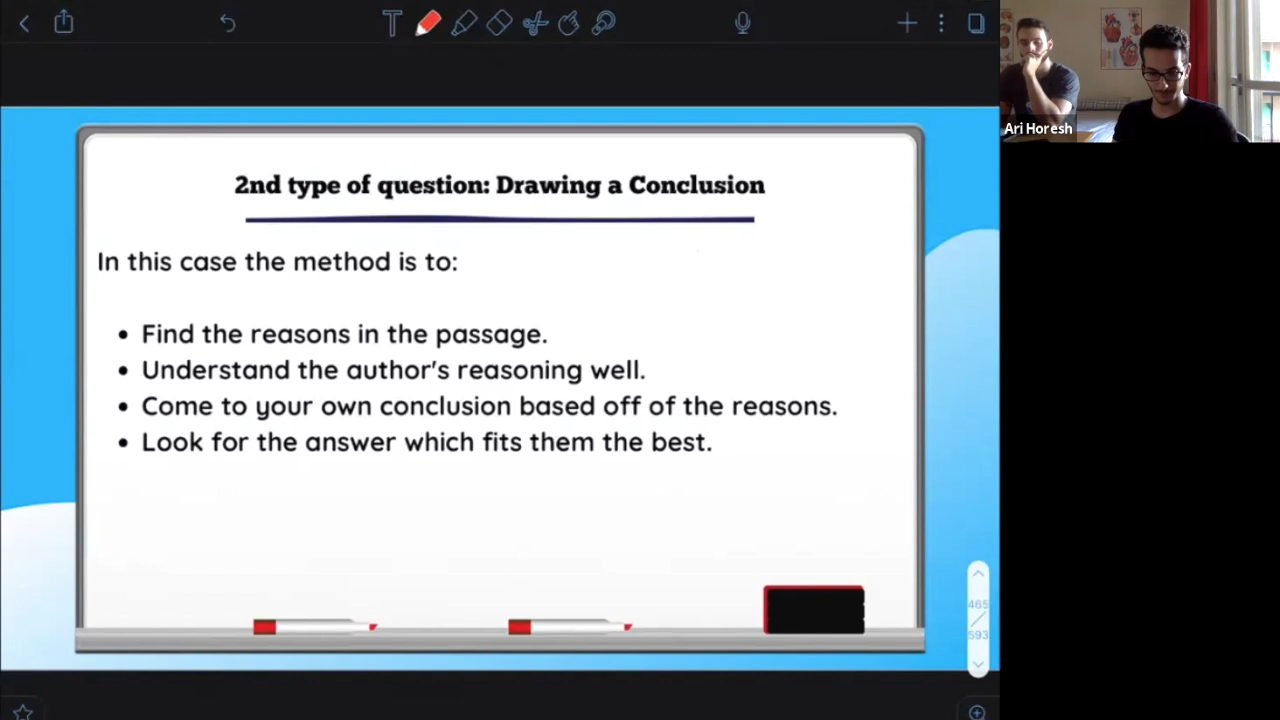 2nd type of question: Drawing a Conclusion
In this case the method is to:
• Find the reasons in the passage.
• Understand the author's reasoning well.
• Come to your own conclusion based off of the reasons.
• Look for the answer which fits them the best.
465
/
593
Ari Horesh